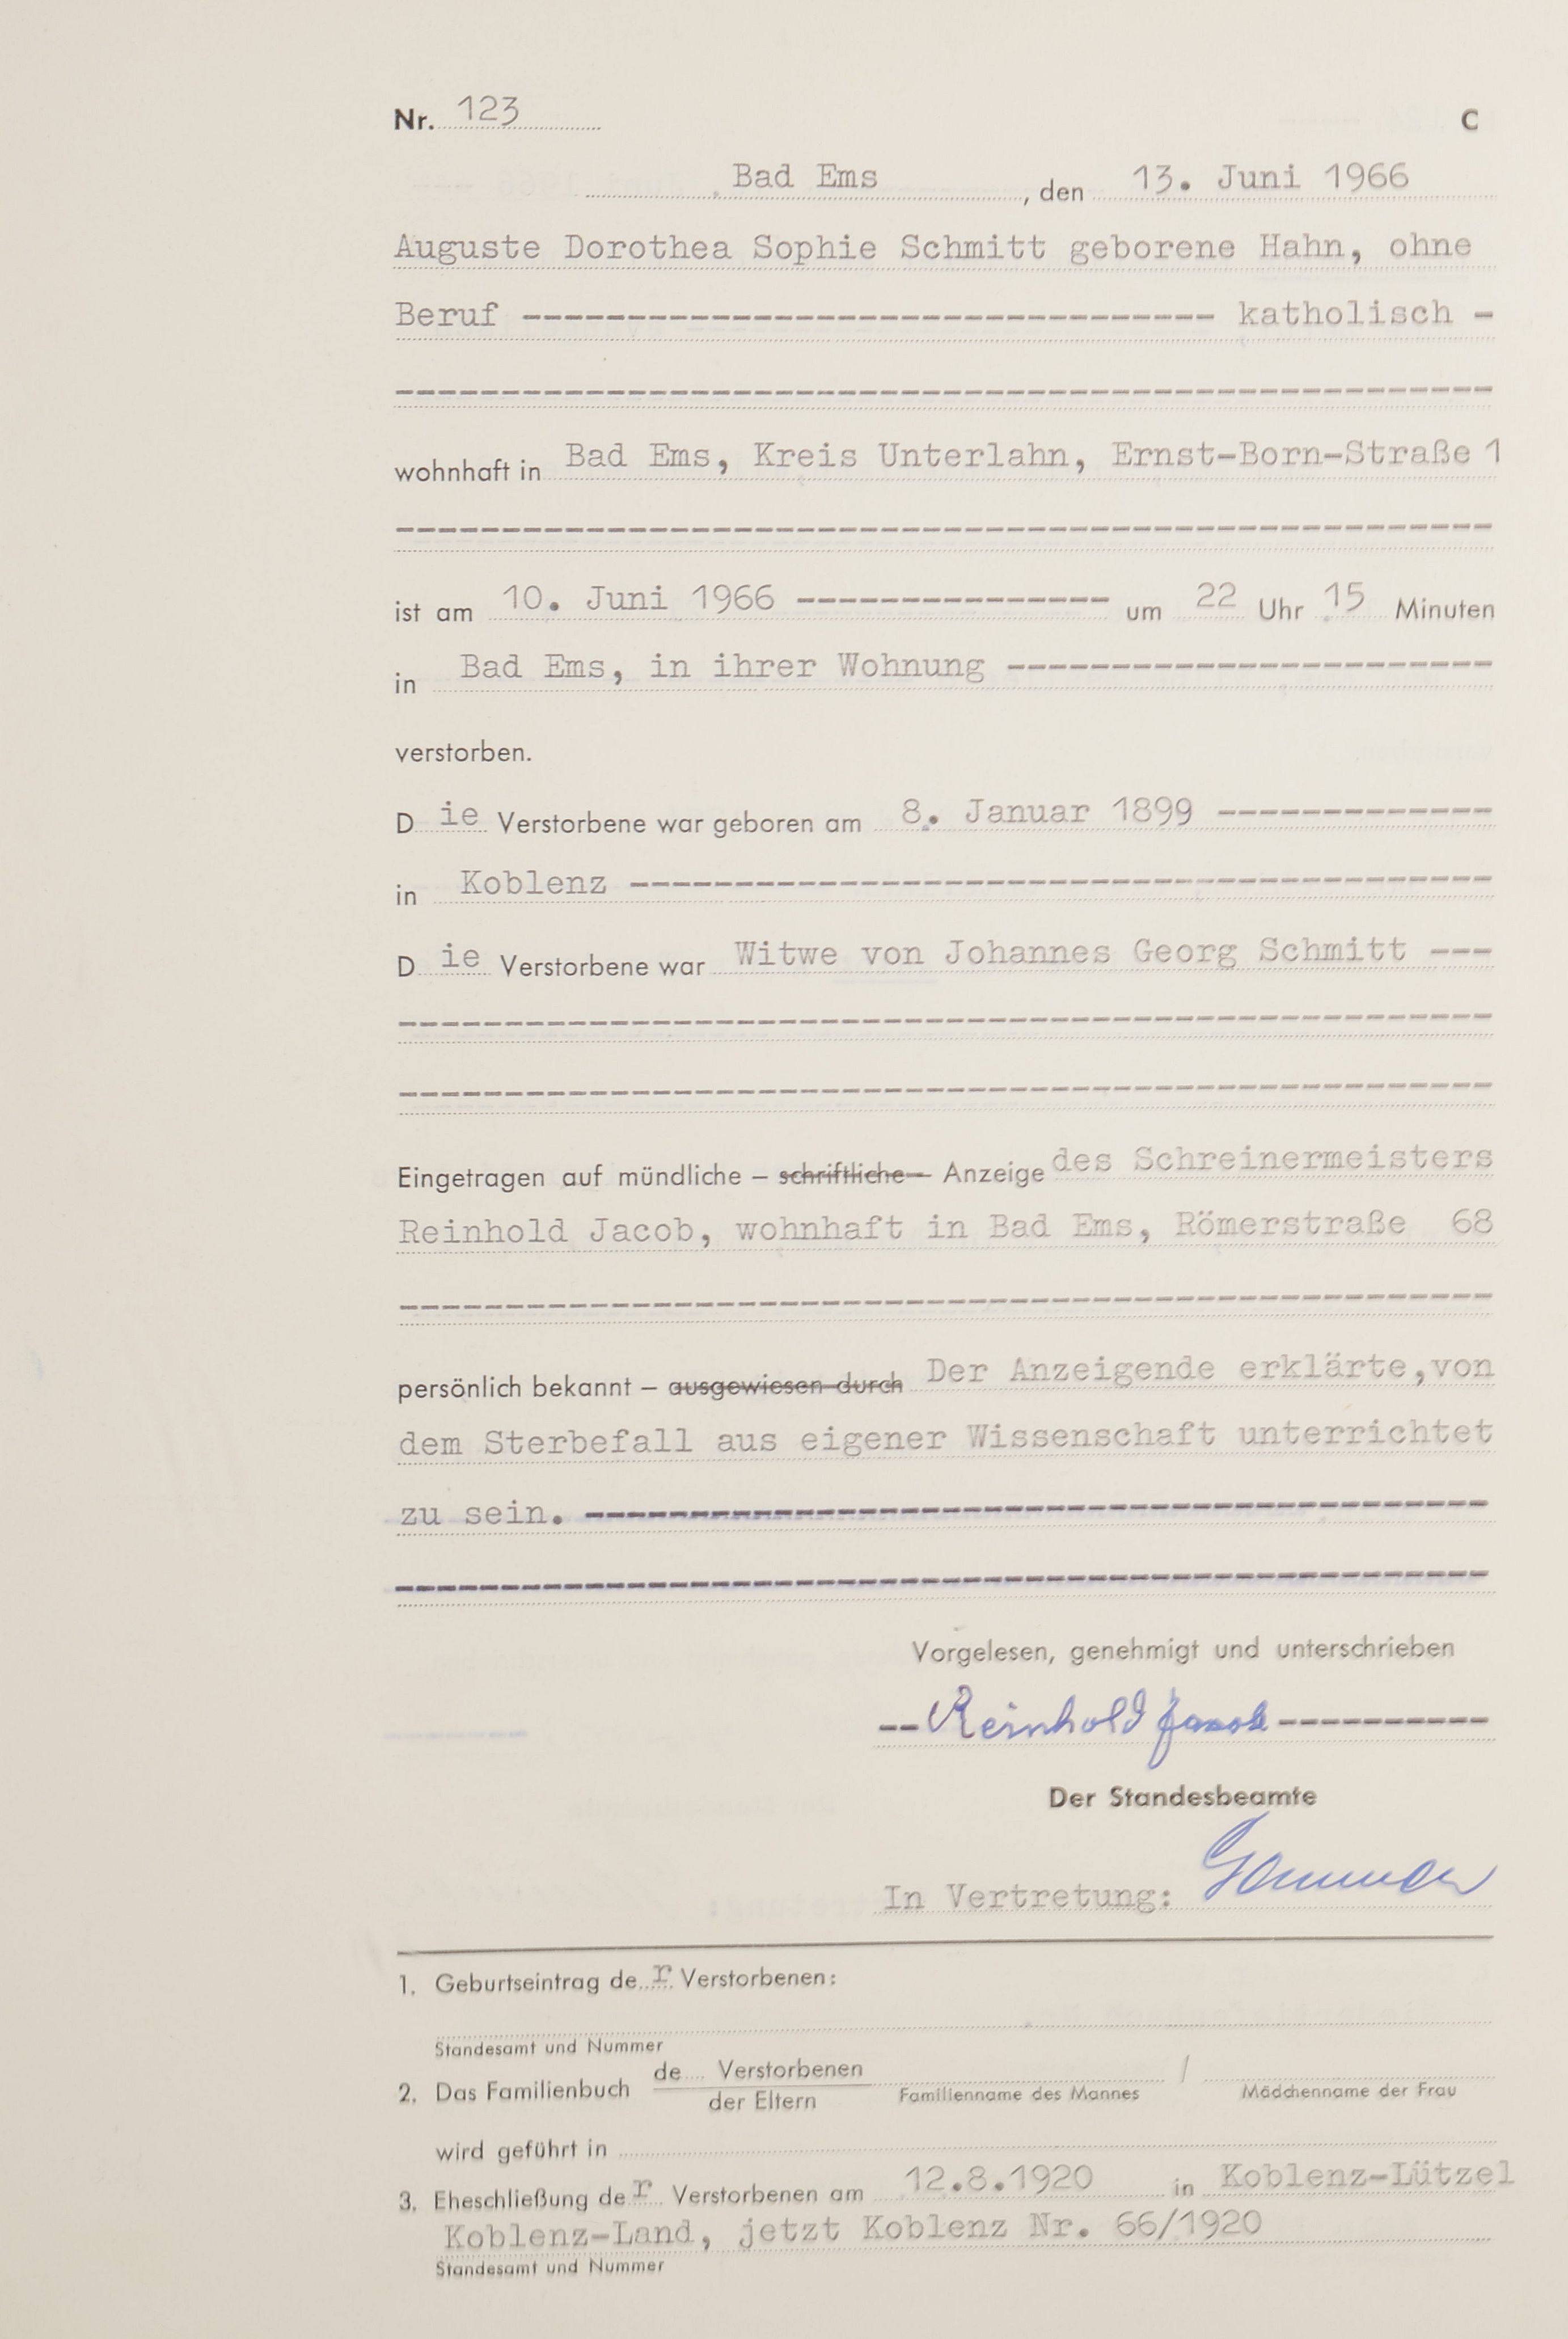 Nr. 123 C
Bad Ems, den 13. Juni 1966
Auguste Dorothea Sophie Schmitt geborene Hahn, ohne
Beruf --------------------------------- katholisch -
----------------------------------------------------
wohnhaft in Bad Ems, Kreis Unterlahn, Ernst-Born-Straße 1
----------------------------------------------------
ist am 10. Juni 1966 --------------- um 22 Uhr 15 Minuten
in Bad Ems, in ihrer Wohnung -----------------------
verstorben.
Die Verstorbene war geboren am 8. Januar 1899 -------------
in Koblenz -----------------------------------------
Die Verstorbene war Witwe von Johannes Georg Schmitt ---
----------------------------------------------------
----------------------------------------------------
Eingetragen auf mündliche – schriftliche – Anzeige des Schreinermeisters
Reinhold Jacob, wohnhaft in Bad Ems, Römerstraße 68
----------------------------------------------------
persönlich bekannt – ausgewiesen durch Der Anzeigende erklärte,von
dem Sterbefall aus eigener Wissenschaft unterrichtet
zu sein. -------------------------------------------
----------------------------------------------------
Vorgelesen, genehmigt und unterschrieben
--Reinhold Jacob----------
Der Standesbeamte
In Vertretung:
1. Geburtseintrag der Verstorbenen:
Standesamt und Nummer
de.... Verstorbenen
2. Das Familienbuch der Eltern Familienname des Mannes / Mädchenname der Frau
wird geführt in
3. Eheschließung der Verstorbenen am 12.8.1920 in Koblenz-Lützel
Koblenz-Land, jetzt Koblenz Nr. 66/1920
Standesamt und Nummer